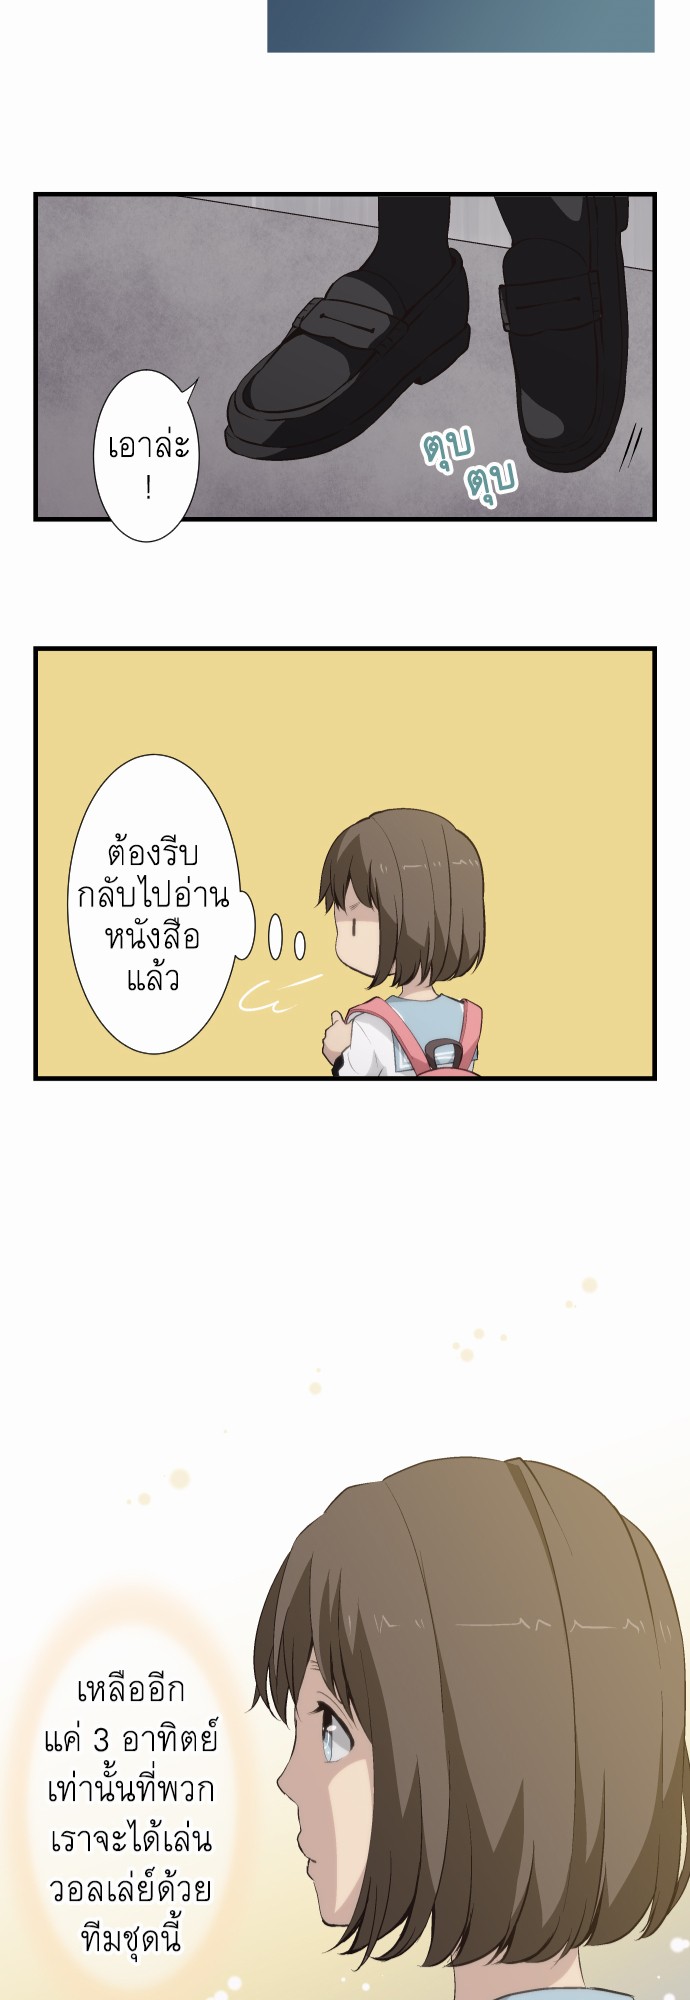 เอาล่ะ
!
ตุบ
ตุบ
ต้องรีบ
กลับไปอ่าน
หนังสือ
แล้ว
เหลืออีก
แค่ 3 อาทิตย์
เท่านั้นที่พวก
เราจะได้เล่น
วอลเล่ย์ด้วย
ทีมชุดนี้